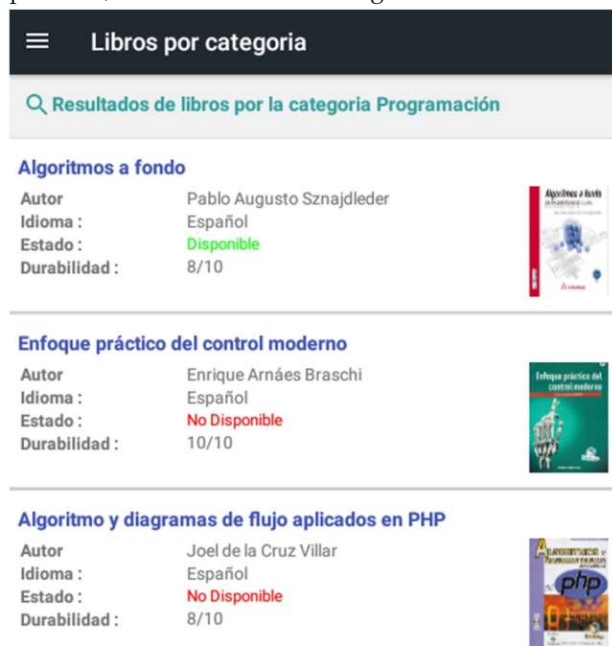 Libros por categoria
Resultados de libros por la categoria Programación
Algoritmos a fondo
Autor Pablo Augusto Sznajdleder
Idioma : Español
Estado : Disponible
Durabilidad : 8/10
Algoritmos a fondo
Enfoque práctico del control moderno
Autor Enrique Arnáes Braschi
Idioma : Español
Estado : No Disponible
Durabilidad : 10/10
Enfoque práctico del
control moderno
Algoritmo y diagramas de flujo aplicados en PHP
Autor Joel de la Cruz Villar
Idioma : Español
Estado : No Disponible
Durabilidad : 8/10
php